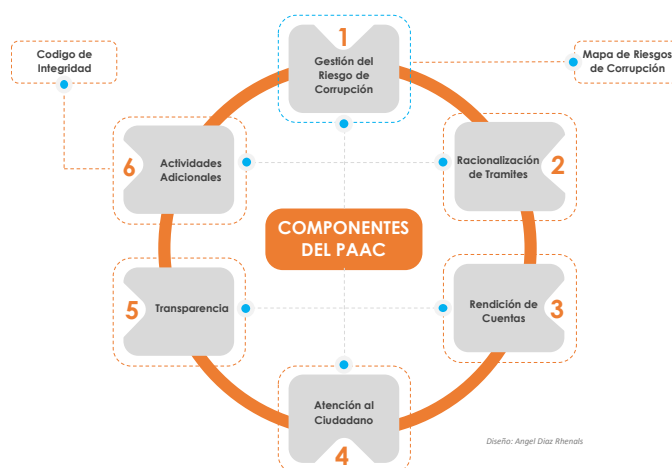 1
Gestión del
Riesgo de
Corrupción
Codigo de
Integridad
Mapa de Riesgos
de Corrupción
6
Actividades
Adicionales
Racionalización
de Tramites
2
COMPONENTES
DEL PAAC
5
Transparencia
Rendición de
Cuentas
3
Atención al
Ciudadano
4
Diseño: Angel Diaz Rhenals